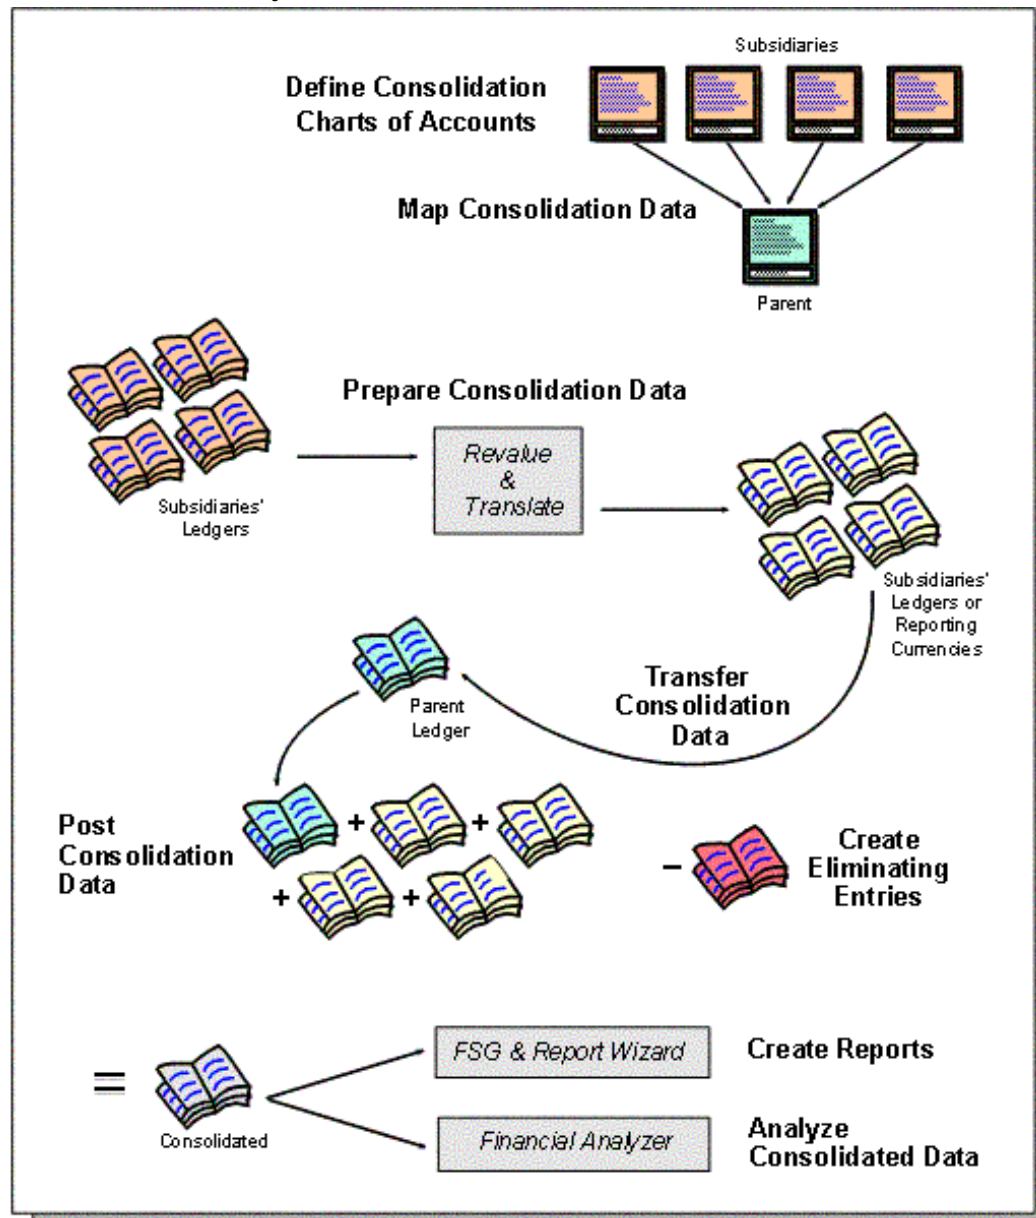 Subsidiaries
Define Consolidation
Charts of Accounts
Map Consolidation Data
Parent
Prepare Consolidation Data
Revalue
&
Translate
Subsidiaries'
Ledgers
Subsidiaries'
Ledgers or
Reporting
Currencies
Transfer
Consolidation
Data
Parent
Ledger
Post
Consolidation
Data
+ +
+ +
–
Create
Eliminating
Entries
=
Consolidated
FSG & Report Wizard
Create Reports
Financial Analyzer
Analyze
Consolidated Data